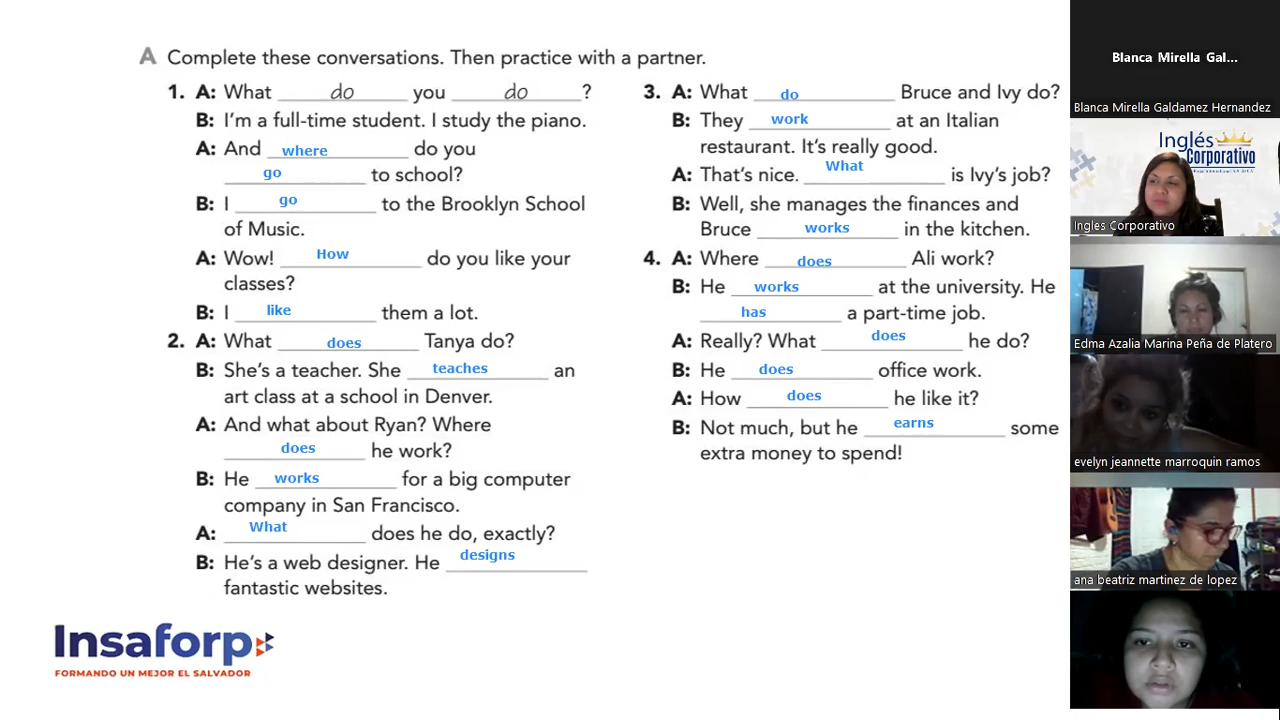 A Complete these conversations. Then practice with a partner.
1. A: What do you do ?
B: I'm a full-time student. I study the piano.
A: And where do you
go to school?
B: I go to the Brooklyn School
of Music.
A: Wow! How do you like your
classes?
B: I like them a lot.
2. A: What does Tanya do?
B: She's a teacher. She teaches an
art class at a school in Denver.
A: And what about Ryan? Where
does he work?
B: He works for a big computer
company in San Francisco.
A: What does he do, exactly?
B: He's a web designer. He designs
fantastic websites.
3. A: What do Bruce and Ivy do?
B: They work at an Italian
restaurant. It's really good.
A: That's nice. What is Ivy's job?
B: Well, she manages the finances and
Bruce works in the kitchen.
4. A: Where does Ali work?
B: He works at the university. He
has a part-time job.
A: Really? What does he do?
B: He does office work.
A: How does he like it?
B: Not much, but he earns some
extra money to spend!
Insaforp
FORMANDO UN MEJOR EL SALVADOR
Blanca Mirella Gal...
Blanca Mirella Galdamez Hernandez
Inglés
Corporativo
Ingles Corporativo
Edma Azalia Marina Peña de Platero
evelyn jeannette marroquin ramos
ana beatriz martinez de lopez